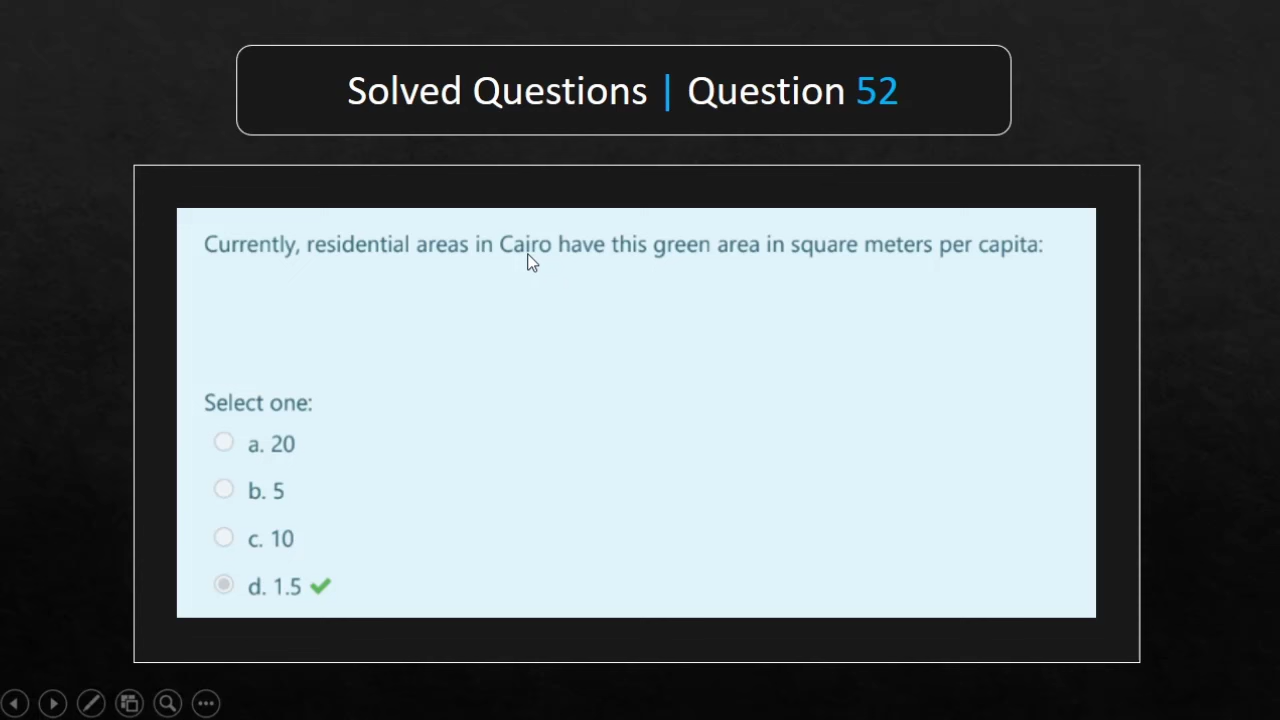 Solved Questions | Question 52
Currently, residential areas in Cairo have this green area in square meters per capita:
Select one:
a. 20
b. 5
c. 10
d. 1.5